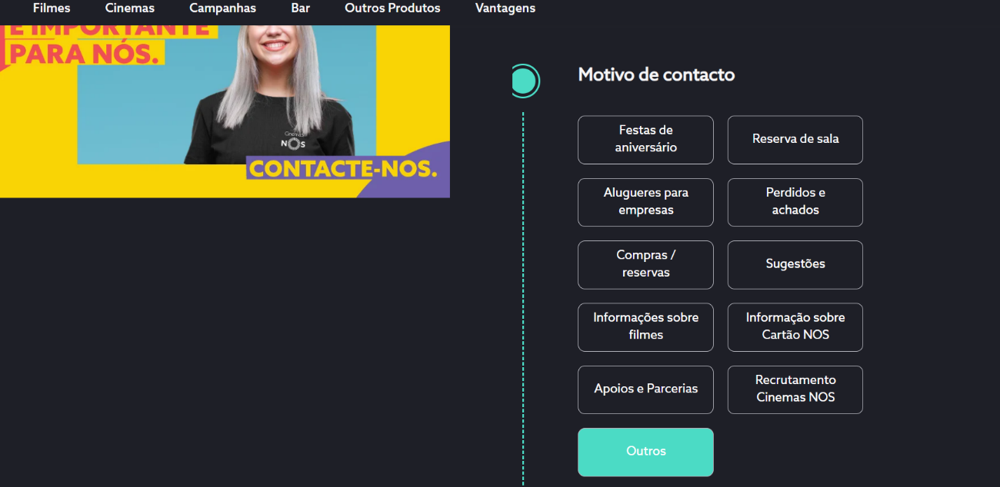 Filmes Cinemas Campanhas Bar Outros Produtos Vantagens
É IMPORTANTE
PARA NÓS.
Cinemas
NOS
CONTACTE-NOS.
Motivo de contacto
Festas de
aniversário
Reserva de sala
Alugueres para
empresas
Perdidos e
achados
Compras /
reservas
Sugestões
Informações sobre
filmes
Informação sobre
Cartão NOS
Apoios e Parcerias
Recrutamento
Cinemas NOS
Outros